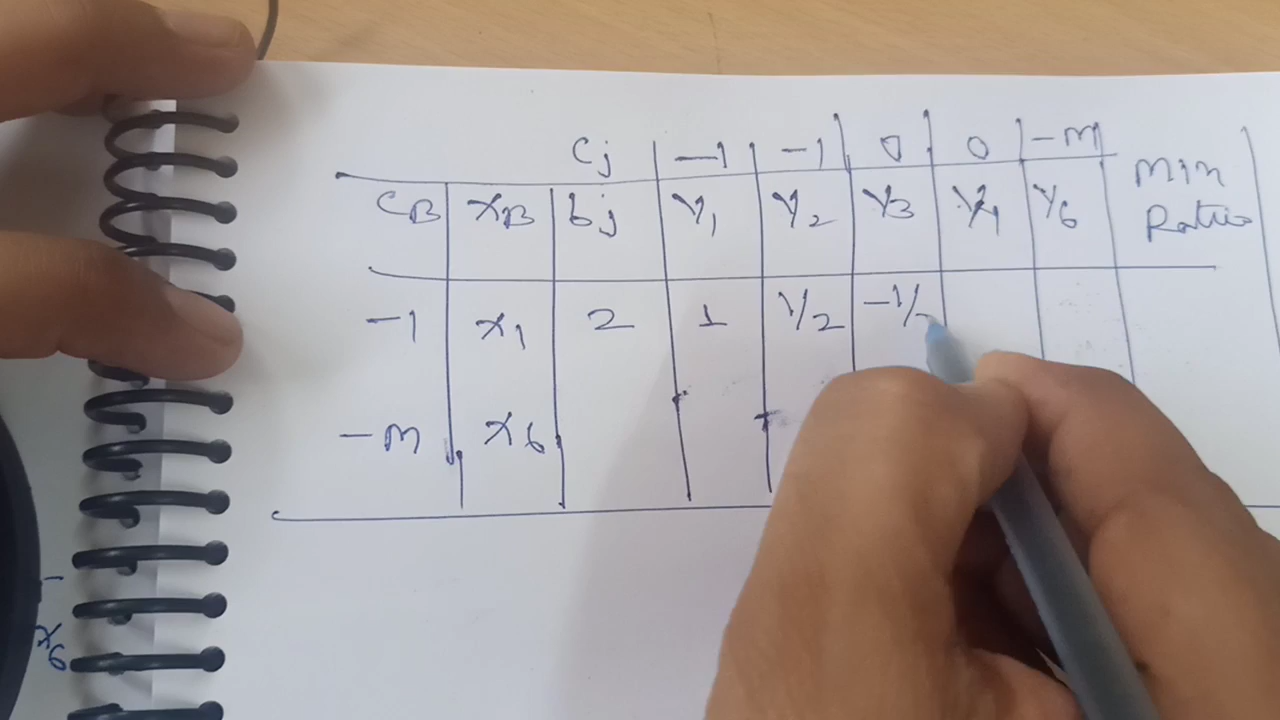 Cj -1 -1 0 0 -M
CB XB bj Y1 Y2 Y3 Y4 Y6 Min Ratio
-1 x1 2 1 1/2 -1/
-M x6
x6